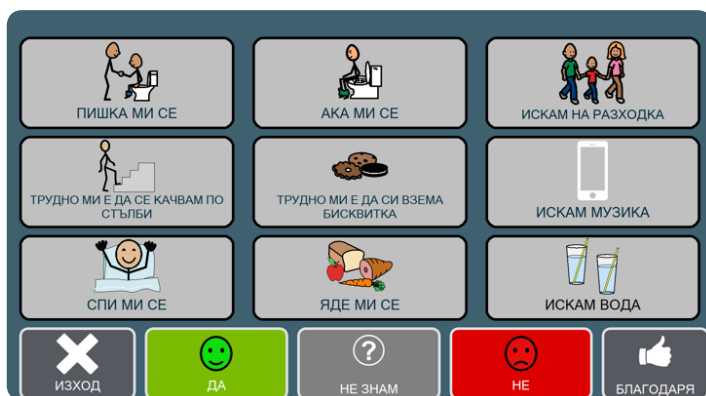 ПИШКА МИ СЕ
АКА МИ СЕ
ИСКАМ НА РАЗХОДКА
ТРУДНО МИ Е ДА СЕ КАЧВАМ ПО
СТЪЛБИ
ТРУДНО МИ Е ДА СИ ВЗЕМА
БИСКВИТКА
ИСКАМ МУЗИКА
СПИ МИ СЕ
ЯДЕ МИ СЕ
ИСКАМ ВОДА
ИЗХОД
ДА
?
НЕ ЗНАМ
НЕ
БЛАГОДАРЯ